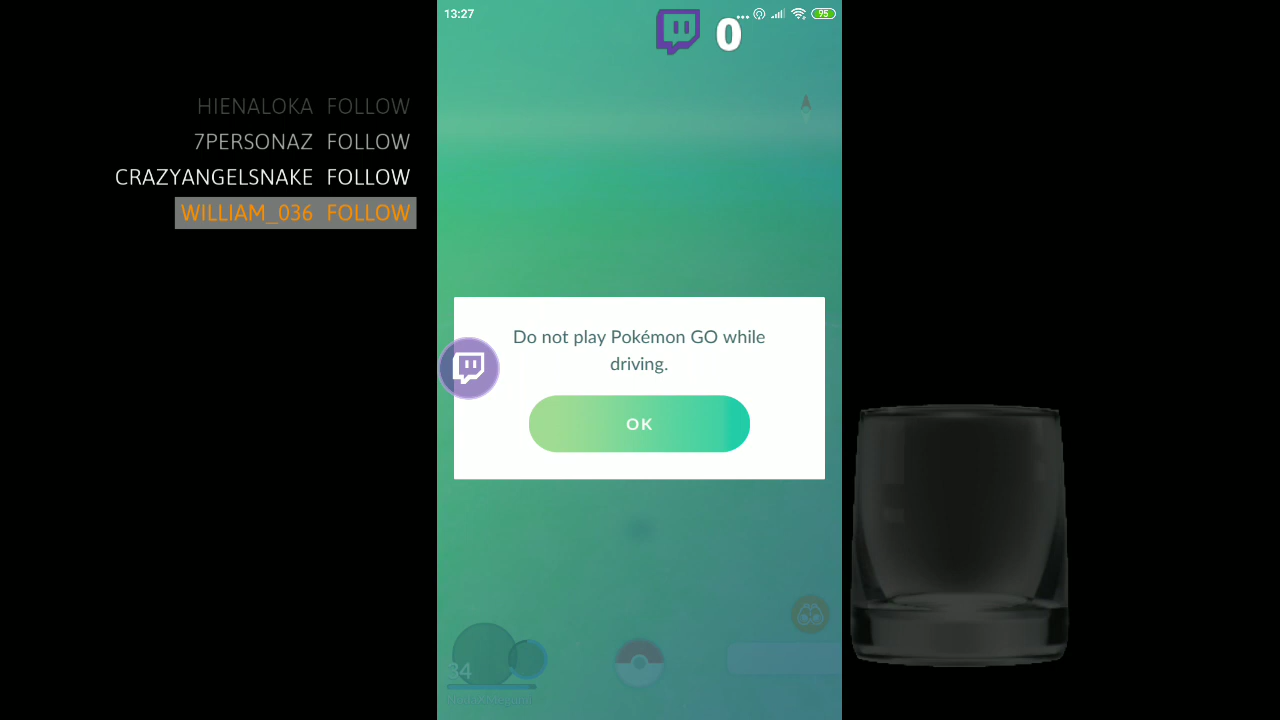 13:27
95
0
HIENALOKA FOLLOW
7PERSONAZ FOLLOW
CRAZYANGELSNAKE FOLLOW
WILLIAM_036 FOLLOW
Do not play Pokémon GO while
driving.
OK
34